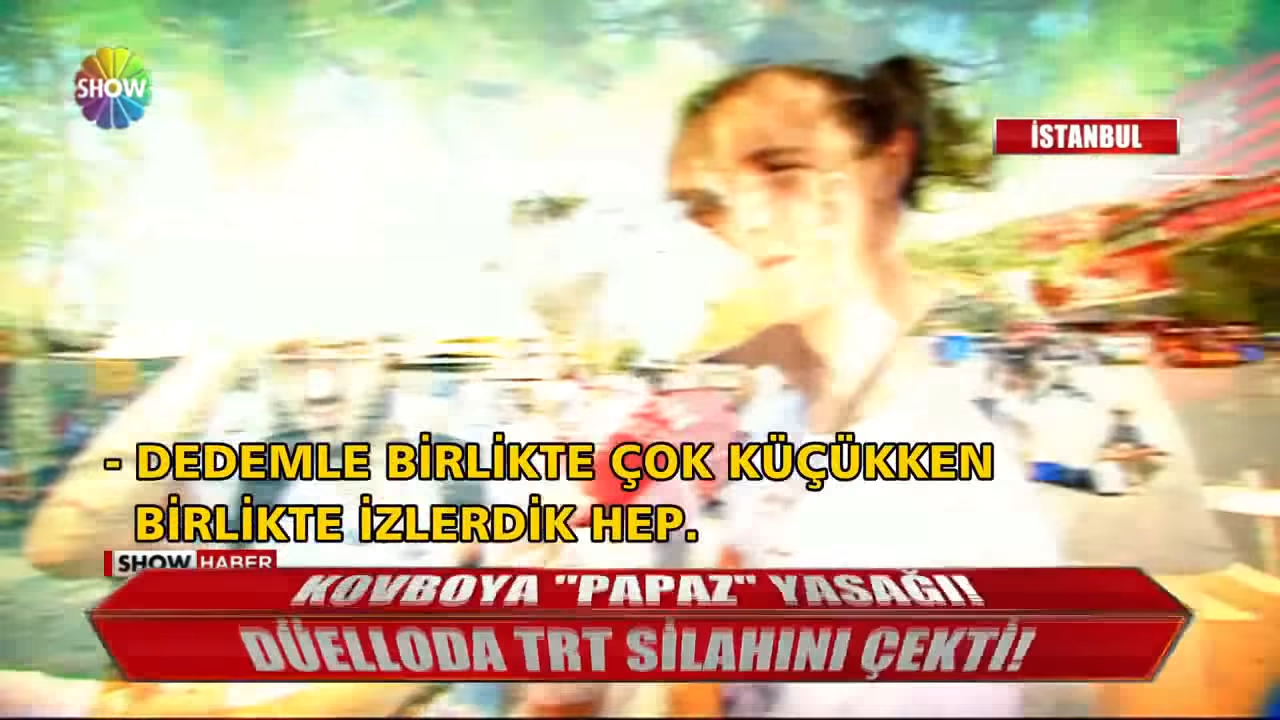 SHOW
İSTANBUL
- DEDEMLE BİRLİKTE ÇOK KÜÇÜKKEN
BİRLİKTE İZLERDİK HEP.
SHOW HABER
KOVBOYA "PAPAZ" YASAĞI!
DÜELLODA TRT SİLAHINI ÇEKTİ!